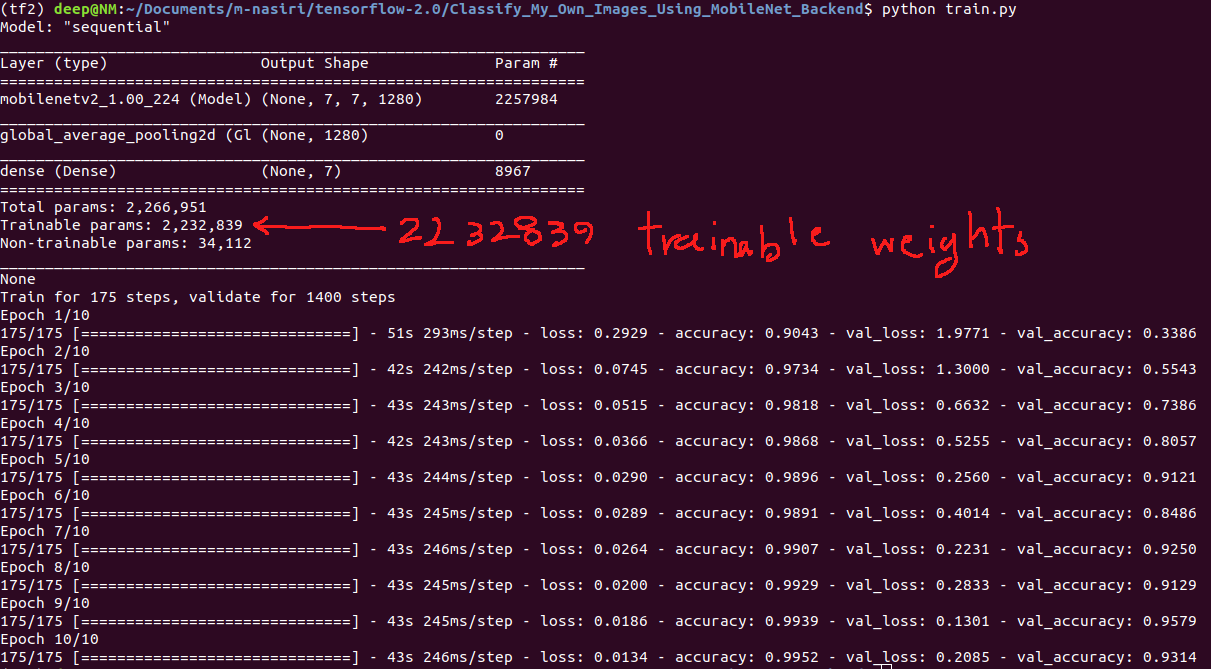 (tf2) deep@NM:~/Documents/m-nasiri/tensorflow-2.0/Classify_My_Own_Images_Using_MobileNet_Backend$ python train.py
Model: "sequential"
_________________________________________________________________
Layer (type)                 Output Shape              Param #
=================================================================
mobilenetv2_1.00_224 (Model) (None, 7, 7, 1280)        2257984
_________________________________________________________________
global_average_pooling2d (Gl (None, 1280)              0
_________________________________________________________________
dense (Dense)                (None, 7)                 8967
=================================================================
Total params: 2,266,951
Trainable params: 2,232,839 2232839 trainable weights
Non-trainable params: 34,112
_________________________________________________________________
None
Train for 175 steps, validate for 1400 steps
Epoch 1/10
175/175 [==============================] - 51s 293ms/step - loss: 0.2929 - accuracy: 0.9043 - val_loss: 1.9771 - val_accuracy: 0.3386
Epoch 2/10
175/175 [==============================] - 42s 242ms/step - loss: 0.0745 - accuracy: 0.9734 - val_loss: 1.3000 - val_accuracy: 0.5543
Epoch 3/10
175/175 [==============================] - 43s 243ms/step - loss: 0.0515 - accuracy: 0.9818 - val_loss: 0.6632 - val_accuracy: 0.7386
Epoch 4/10
175/175 [==============================] - 42s 243ms/step - loss: 0.0366 - accuracy: 0.9868 - val_loss: 0.5255 - val_accuracy: 0.8057
Epoch 5/10
175/175 [==============================] - 43s 244ms/step - loss: 0.0290 - accuracy: 0.9896 - val_loss: 0.2560 - val_accuracy: 0.9121
Epoch 6/10
175/175 [==============================] - 43s 245ms/step - loss: 0.0289 - accuracy: 0.9891 - val_loss: 0.4014 - val_accuracy: 0.8486
Epoch 7/10
175/175 [==============================] - 43s 246ms/step - loss: 0.0264 - accuracy: 0.9907 - val_loss: 0.2231 - val_accuracy: 0.9250
Epoch 8/10
175/175 [==============================] - 43s 245ms/step - loss: 0.0200 - accuracy: 0.9929 - val_loss: 0.2833 - val_accuracy: 0.9129
Epoch 9/10
175/175 [==============================] - 43s 245ms/step - loss: 0.0186 - accuracy: 0.9939 - val_loss: 0.1301 - val_accuracy: 0.9579
Epoch 10/10
175/175 [==============================] - 43s 246ms/step - loss: 0.0134 - accuracy: 0.9952 - val_loss: 0.2085 - val_accuracy: 0.9314